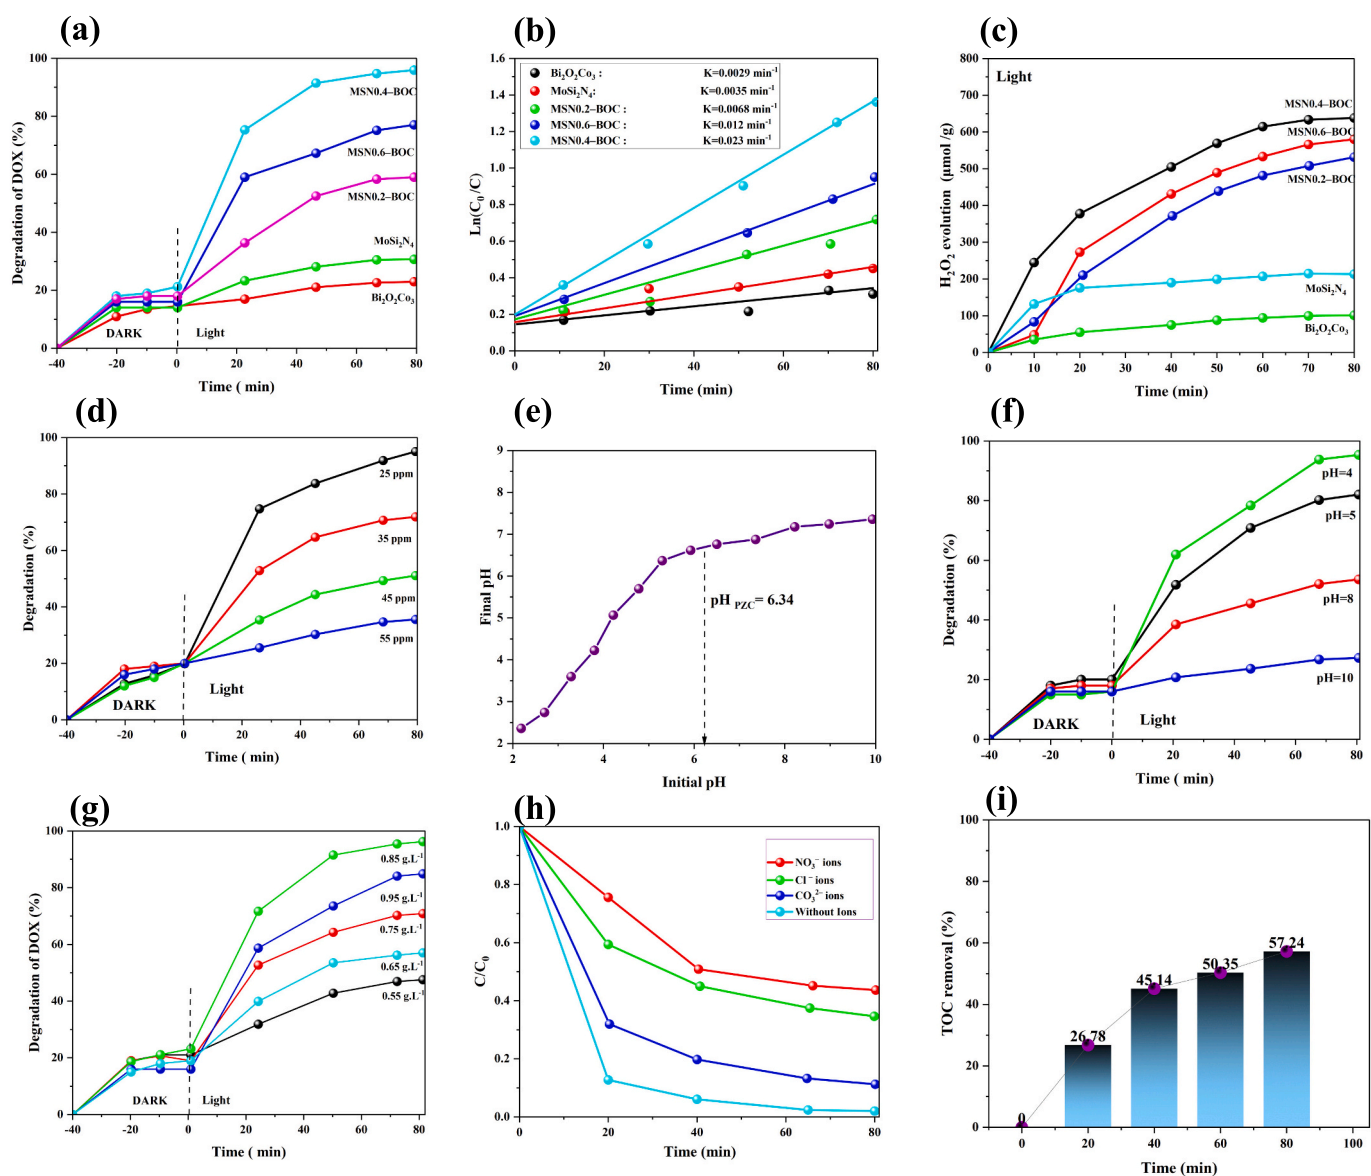 (a)
Degradation of DOX (%)
100
80
60
40
20
0
-40
-20
0
20
40
60
80
MSN0.4–BOC
MSN0.6–BOC
MSN0.2–BOC
MoSi₂N₄
Bi₂O₂Co₃
DARK
Light
Time ( min)
(b)
Ln(C₀/C)
1.6
1.4
1.2
1.0
0.8
0.6
0.4
0.2
0.0
0
20
40
60
80
Bi₂O₂Co₃ : K=0.0029 min⁻¹
MoSi₂N₄: K=0.0035 min⁻¹
MSN0.2–BOC : K=0.0068 min⁻¹
MSN0.6–BOC : K=0.012 min⁻¹
MSN0.4–BOC : K=0.023 min⁻¹
Time (min)
(c)
H₂O₂ evolution (μmol /g)
800
700
600
500
400
300
200
100
0
0
10
20
30
40
50
60
70
80
Light
MSN0.4–BOC
MSN0.6–BOC
MSN0.2–BOC
MoSi₂N₄
Bi₂O₂Co₃
Time (min)
(d)
Degradation (%)
100
80
60
40
20
0
-40
-20
0
20
40
60
80
25 ppm
35 ppm
45 ppm
55 ppm
DARK
Light
Time ( min)
(e)
Final pH
9
8
7
6
5
4
3
2
2
4
6
8
10
pH PZC= 6.34
Initial pH
(f)
Degradation (%)
100
80
60
40
20
0
-40
-20
0
20
40
60
80
pH=4
pH=5
pH=8
pH=10
DARK
Light
Time ( min)
(g)
Degradation of DOX (%)
100
80
60
40
20
0
-40
-20
0
20
40
60
80
0.85 g.L⁻¹
0.95 g.L⁻¹
0.75 g.L⁻¹
0.65 g.L⁻¹
0.55 g.L⁻¹
DARK
Light
Time ( min)
(h)
C/C₀
1.0
0.8
0.6
0.4
0.2
0.0
0
20
40
60
80
NO₃⁻ ions
Cl⁻ ions
CO₃²⁻ ions
Without Ions
Time (min)
(i)
TOC removal (%)
100
80
60
40
20
0
0
20
40
60
80
100
0
26.78
45.14
50.35
57.24
Time (min)